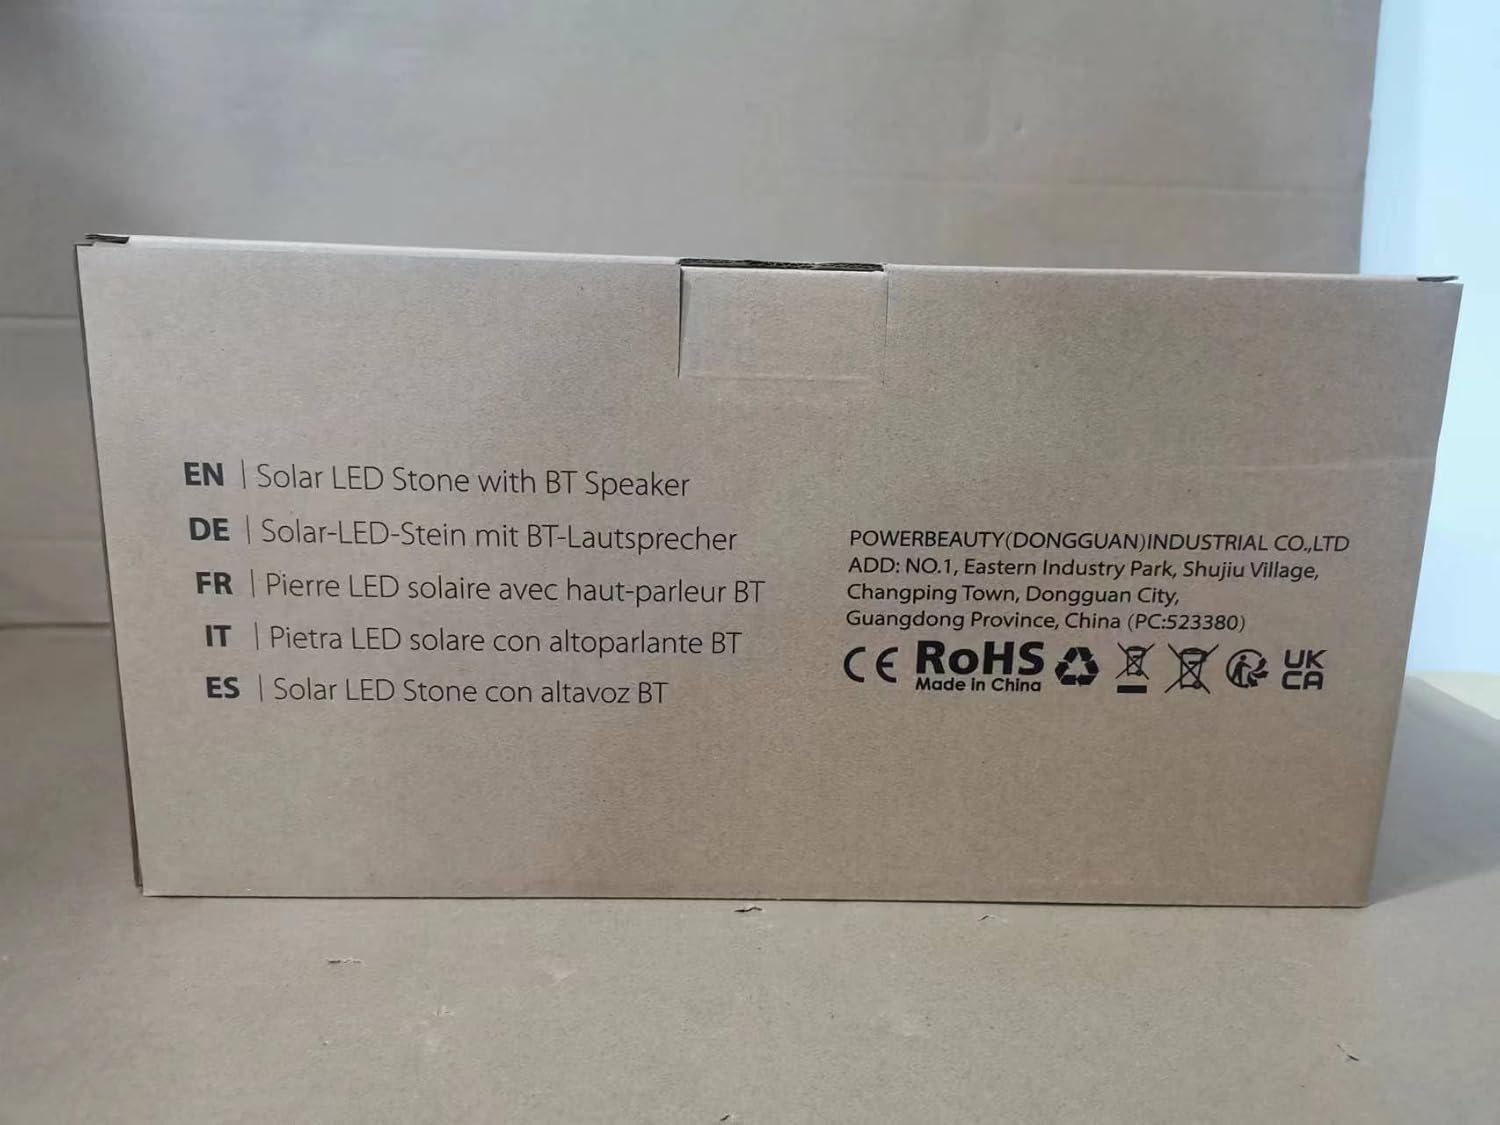 EN | Solar LED Stone with BT Speaker
DE | Solar-LED-Stein mit BT-Lautsprecher
FR | Pierre LED solaire avec haut-parleur BT
IT | Pietra LED solare con altoparlante BT
ES | Solar LED Stone con altavoz BT
POWERBEAUTY(DONGGUAN)INDUSTRIAL CO.,LTD
ADD: NO.1, Eastern Industry Park, Shujiu Village,
Changping Town, Dongguan City,
Guangdong Province, China (PC:523380)
CE RoHS
Made in China
UK
CA